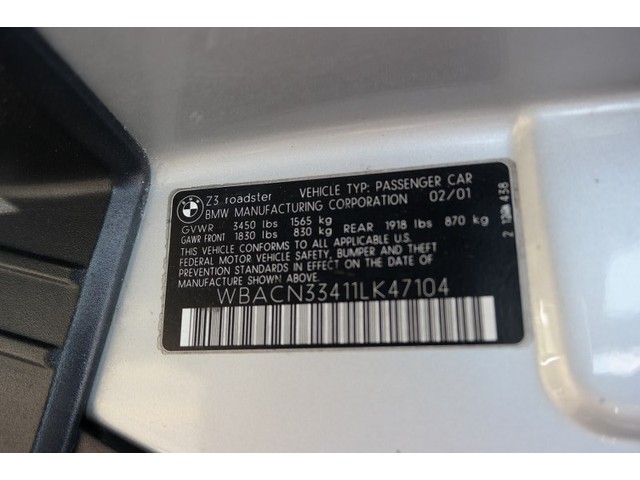 BMW
Z3 roadster VEHICLE TYP: PASSENGER CAR
BMW MANUFACTURING CORPORATION 02/01
GVWR 3450 lbs 1565 kg
GAWR FRONT 1830 lbs 830 kg REAR 1918 lbs 870 kg
THIS VEHICLE CONFORMS TO ALL APPLICABLE
FEDERAL MOTOR VEHICLE SAFETY, BUMPER AND THEFT
PREVENTION STANDARDS IN EFFECT ON THE DATE OF
MANUFACTURE SHOWN ABOVE.
WBACN33411LK47104
438